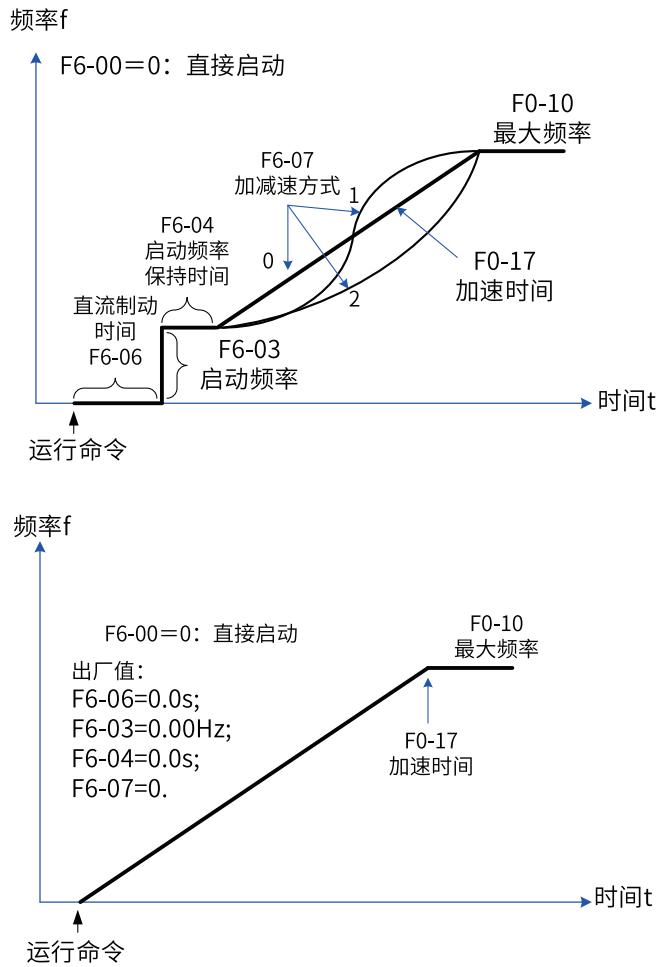 频率f
F6-00＝0：直接启动
F0-10
最大频率
F6-07
加减速方式
1
F6-04
启动频率
保持时间
0
F0-17
加速时间
2
直流制动
时间
F6-06
F6-03
启动频率
时间t
运行命令
频率f
F6-00＝0：直接启动
F0-10
最大频率
出厂值：
F6-06=0.0s;
F6-03=0.00Hz;
F6-04=0.0s;
F6-07=0.
F0-17
加速时间
时间t
运行命令